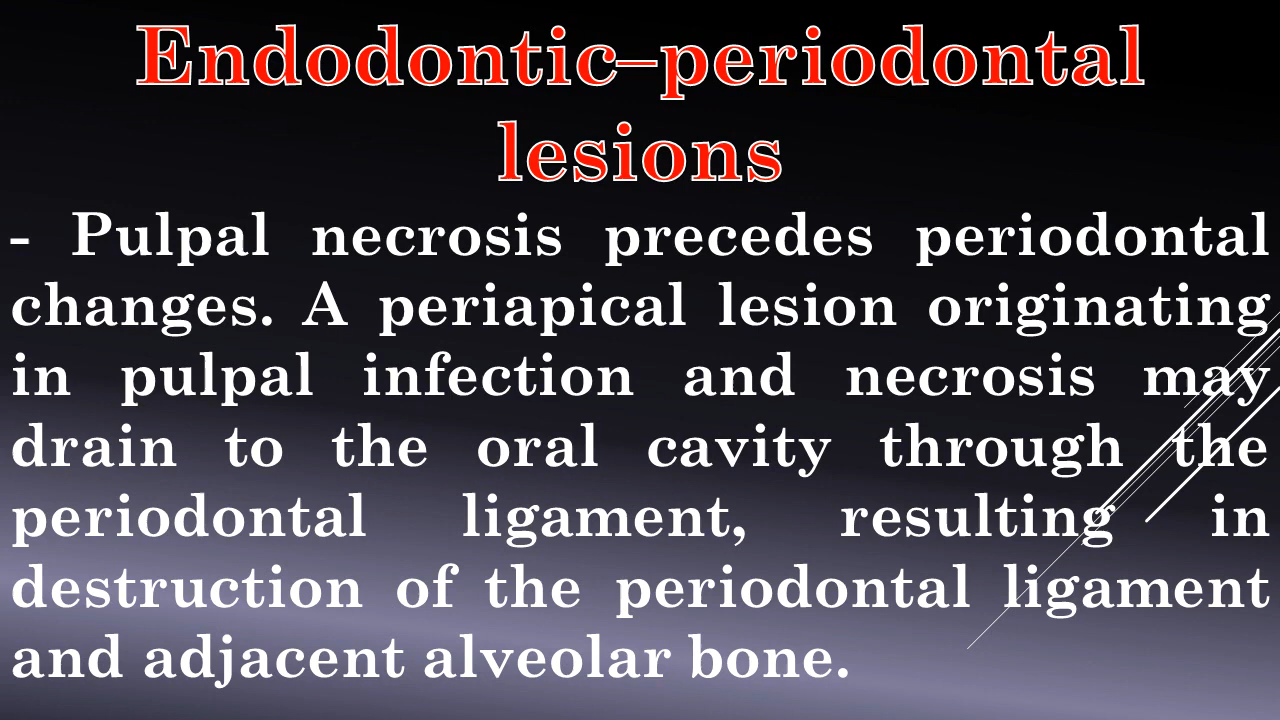 Endodontic–periodontal
lesions
- Pulpal necrosis precedes periodontal
changes. A periapical lesion originating
in pulpal infection and necrosis may
drain to the oral cavity through the
periodontal ligament, resulting in
destruction of the periodontal ligament
and adjacent alveolar bone.